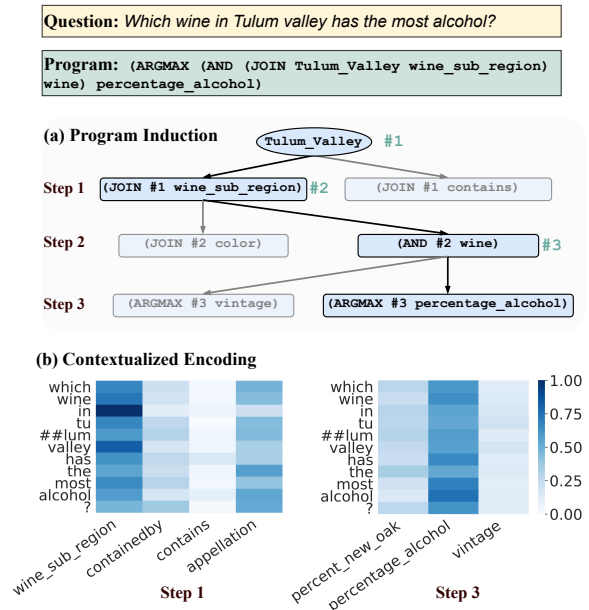 Question: Which wine in Tulum valley has the most alcohol?
Program: (ARGMAX (AND (JOIN Tulum_Valley wine_sub_region)
wine) percentage_alcohol)
(a) Program Induction
Tulum_Valley #1
Step 1 (JOIN #1 wine_sub_region) #2 (JOIN #1 contains)
Step 2 (JOIN #2 color) (AND #2 wine) #3
Step 3 (ARGMAX #3 vintage) (ARGMAX #3 percentage_alcohol)
(b) Contextualized Encoding
which
wine
in
tu
##lum
valley
has
the
most
alcohol
?
wine_sub_region
containedby
contains
appellation
Step 1
which
wine
in
tu
##lum
valley
has
the
most
alcohol
?
percent_new_oak
percentage_alcohol
vintage
Step 3
1.00
0.75
0.50
0.25
0.00